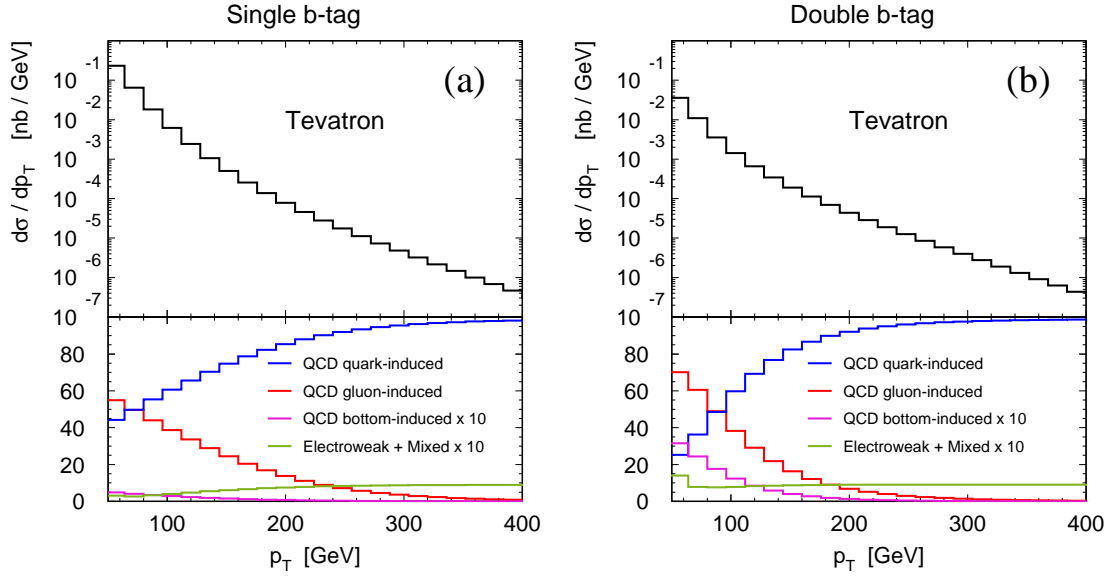 Single b-tag
dσ / dp_T [nb / GeV]
10^-1
10^-2
10^-3
10^-4
10^-5
10^-6
10^-7
(a)
Tevatron
80
60
40
20
0
QCD quark-induced
QCD gluon-induced
QCD bottom-induced x 10
Electroweak + Mixed x 10
100 200 300 400
p_T [GeV]
Double b-tag
dσ / dp_T [nb / GeV]
10^-1
10^-2
10^-3
10^-4
10^-5
10^-6
10^-7
(b)
Tevatron
80
60
40
20
0
QCD quark-induced
QCD gluon-induced
QCD bottom-induced x 10
Electroweak + Mixed x 10
100 200 300 400
p_T [GeV]